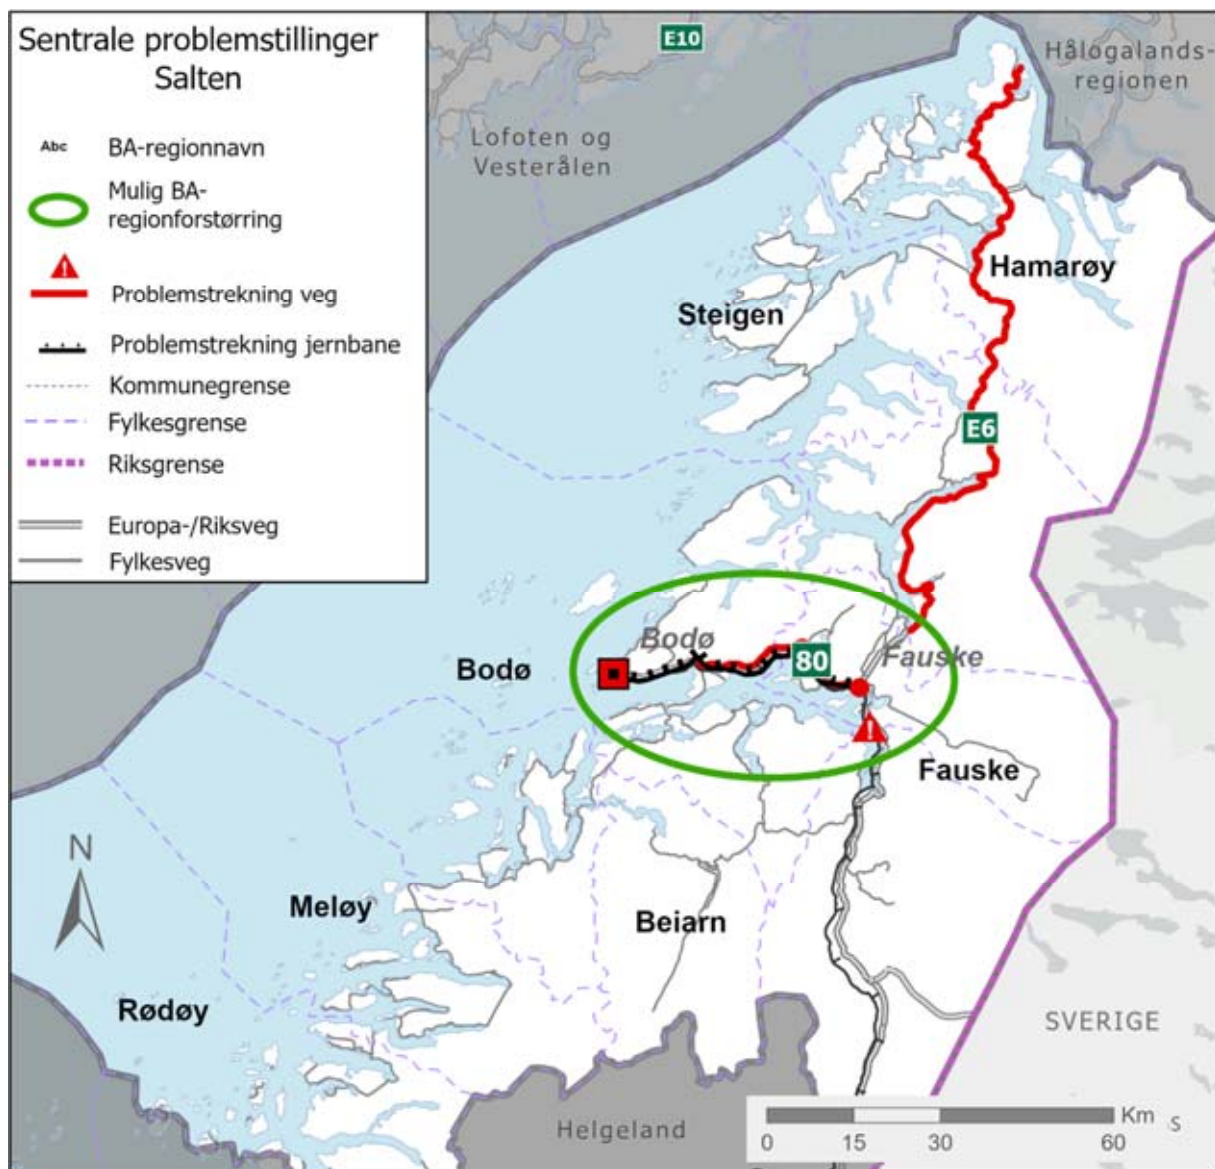 Sentrale problemstillinger
Salten
Abc BA-regionnavn
Mulig BA-
regionforstørring
Problemstrekning veg
Problemstrekning jernbane
Kommunegrense
Fylkesgrense
Riksgrense
Europa-/Riksveg
Fylkesveg
E10
Hålogalands-
regionen
Lofoten og
Vesterålen
Hamarøy
Steigen
E6
Bodø
Fauske
80
Bodø
Fauske
Meløy
Beiarn
Rødøy
N
SVERIGE
Helgeland
Km
S
0 15 30 60